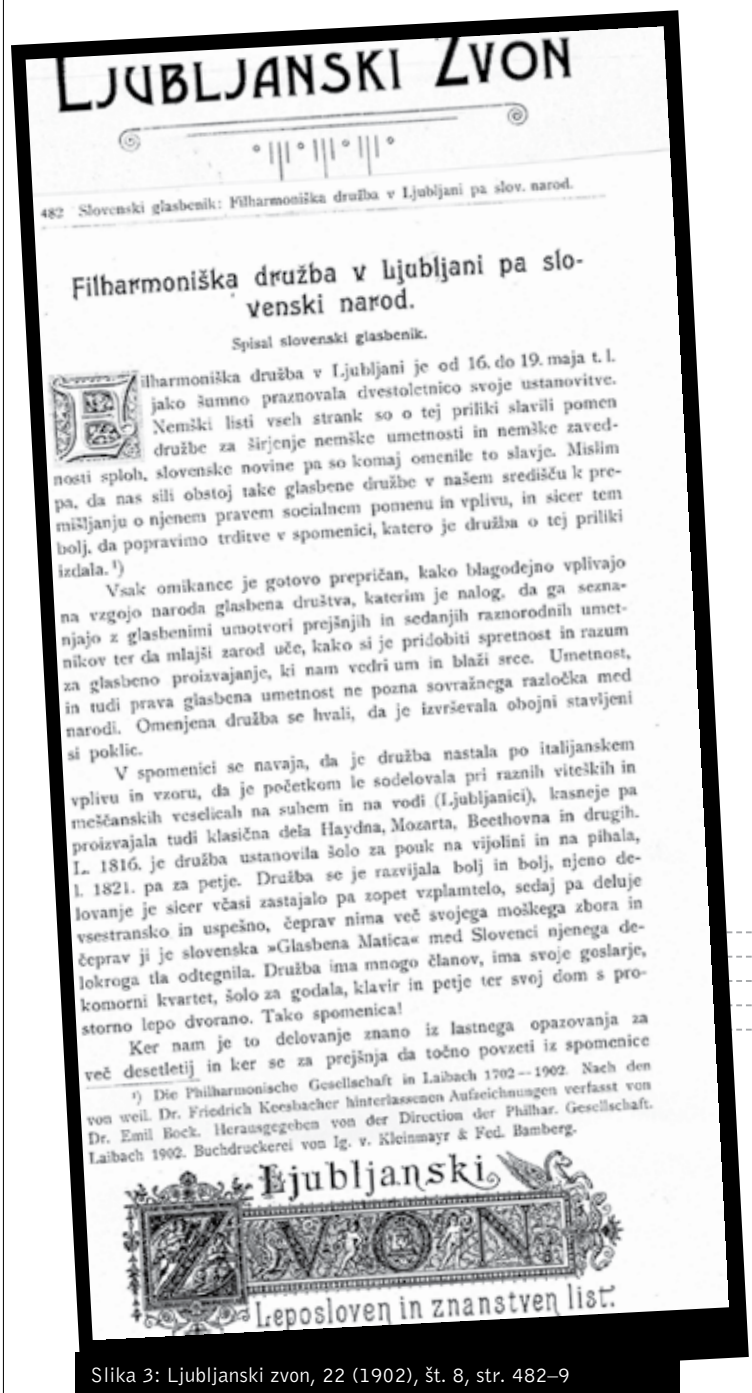 LJUBLJANSKI ZVON
482 Slovenski glasbenik: Filharmoniška družba v Ljubljani pa slov. narod.
Filharmoniška družba v Ljubljani pa slo-
venski narod.
Spisal slovenski glasbenik.
Filharmoniška družba v Ljubljani je od 16. do 19. maja t. l.
jako šumno praznovala dvestoletnico svoje ustanovitve.
Nemški listi vseh strank so o tej priliki slavili pomen
družbe za širjenje nemške umetnosti in nemške zaved-
nosti sploh, slovenske novine pa so komaj omenile to slavje. Mislim
pa, da nas sili obstoj take glasbene družbe v našem središču k pre-
mišljanju o njenem pravem socialnem pomenu in vplivu, in sicer tem
bolj, da popravimo trditve v spomenici, katero je družba o tej priliki
izdala.¹)
Vsak omikanec je gotovo prepričan, kako blagodejno vplivajo
na vzgojo naroda glasbena društva, katerim je nalog, da ga sezna-
njajo z glasbenimi umotvori prejšnjih in sedanjih raznorodnih umet-
nikov ter da mlajši zarod uče, kako si je pridobiti spretnost in razum
za glasbeno proizvajanje, ki nam vedri um in blaži srce. Umetnost,
in tudi prava glasbena umetnost ne pozna sovražnega razločka med
narodi. Omenjena družba se hvali, da je izvrševala obojni stavljeni
si poklic.
V spomenici se navaja, da je družba nastala po italijanskem
vplivu in vzoru, da je početkom le sodelovala pri raznih viteških in
meščanskih veselicah na suhem in na vodi (Ljubljanici), kasneje pa
proizvajala tudi klasična dela Haydna, Mozarta, Beethovna in drugih.
L. 1816. je družba ustanovila šolo za pouk na vijolini in na pihala,
l. 1821. pa za petje. Družba se je razvijala bolj in bolj, njeno de-
lovanje je sicer včasi zastajalo pa zopet vzplamtelo, sedaj pa deluje
vsestransko in uspešno, čeprav nima več svojega moškega zbora in
čeprav ji je slovenska »Glasbena Matica« med Slovenci njenega de-
lokroga tla odtegnila. Družba ima mnogo članov, ima svoje goslarje,
komorni kvartet, šolo za godala, klavir in petje ter svoj dom s pro-
storno lepo dvorano. Tako spomenica!
Ker nam je to delovanje znano iz lastnega opazovanja za
več desetletij in ker se za prejšnja da točno povzeti iz spomenice
¹) Die Philharmonische Gesellschaft in Laibach 1702—1902. Nach den
von weil. Dr. Friedrich Keesbacher hinterlassenen Aufzeichnungen verfasst von
Dr. Emil Bock. Herausgegeben von der Direction der Philhar. Gesellschaft.
Laibach 1902. Buchdruckerei von Ig. v. Kleinmayr & Fed. Bamberg.
Ljubljanski
ZVON
Leposloven in znanstven list.
Slika 3: Ljubljanski zvon, 22 (1902), št. 8, str. 482–9